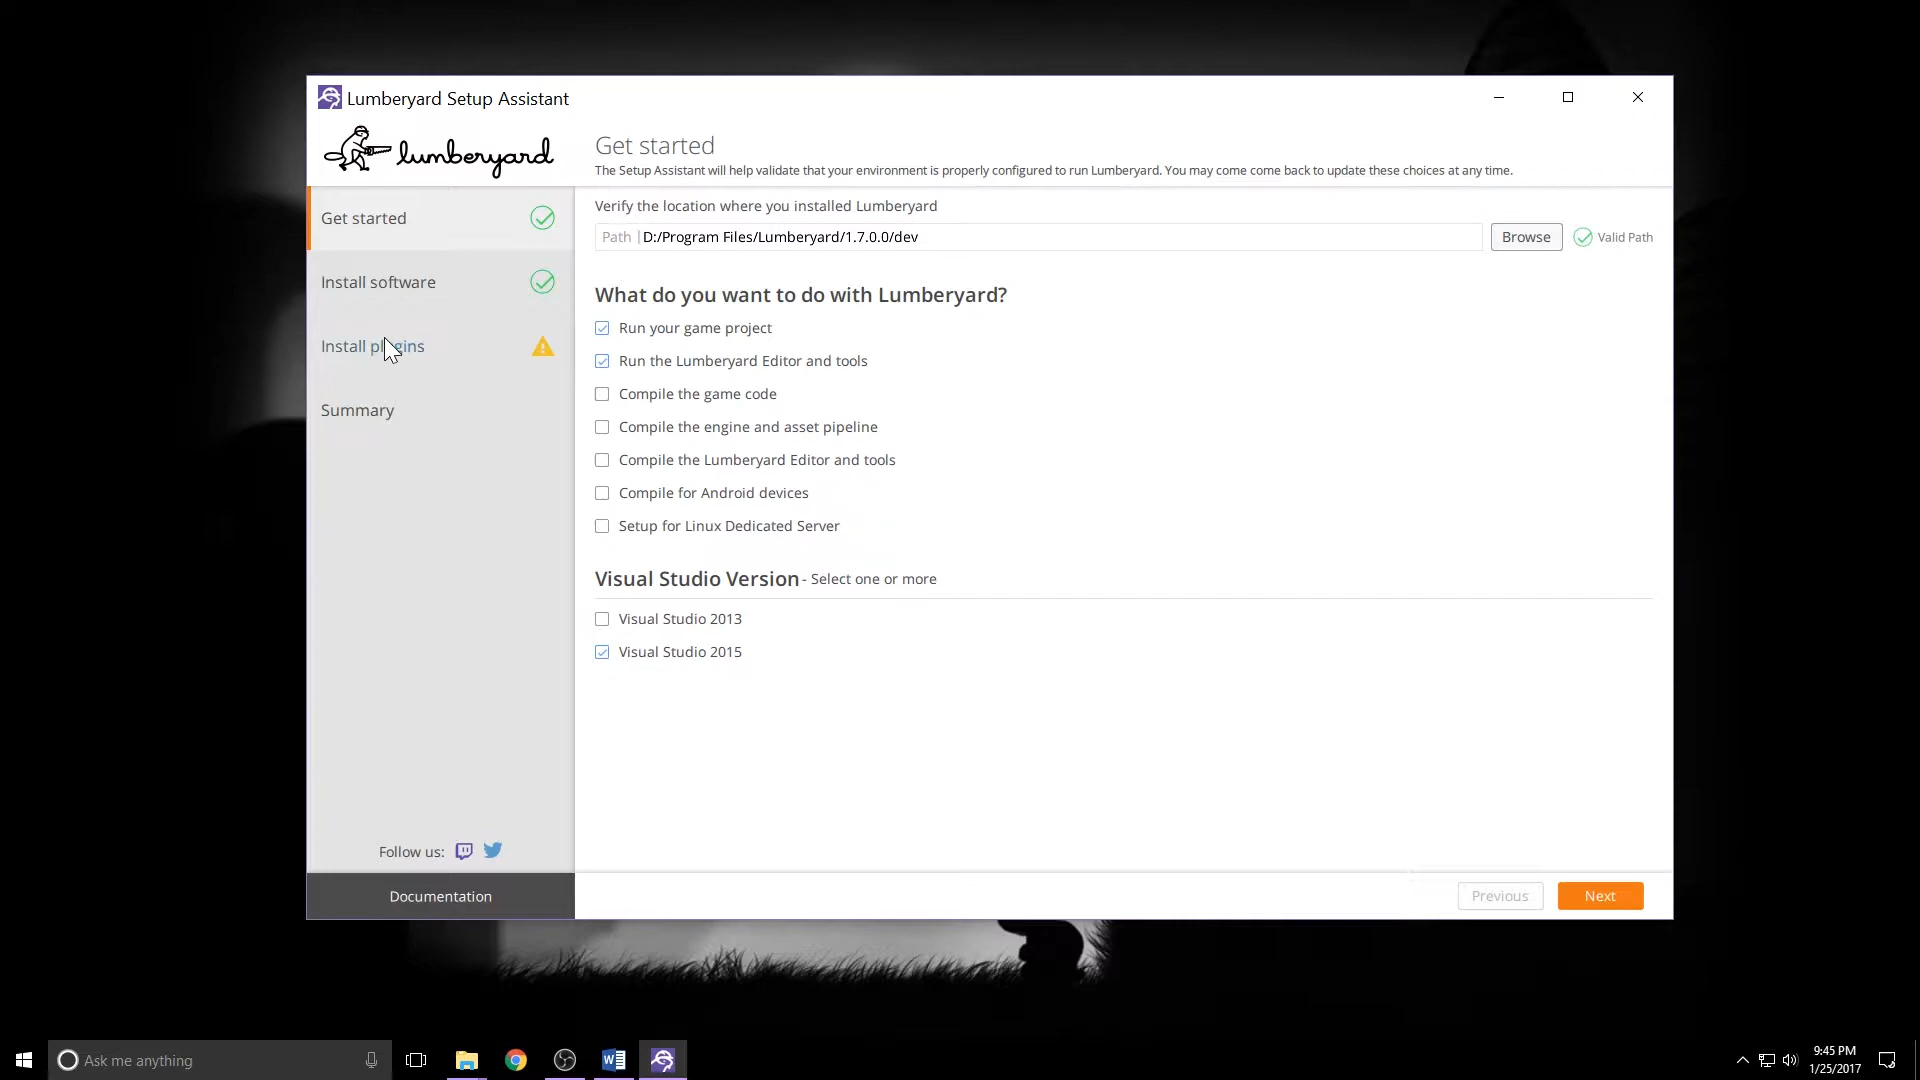 Lumberyard Setup Assistant
lumberyard
Get started
The Setup Assistant will help validate that your environment is properly configured to run Lumberyard. You may come come back to update these choices at any time.
Get started
Install software
Install plugins
Summary
Verify the location where you installed Lumberyard
Path | D:/Program Files/Lumberyard/1.7.0.0/dev
Browse
Valid Path
What do you want to do with Lumberyard?
Run your game project
Run the Lumberyard Editor and tools
Compile the game code
Compile the engine and asset pipeline
Compile the Lumberyard Editor and tools
Compile for Android devices
Setup for Linux Dedicated Server
Visual Studio Version - Select one or more
Visual Studio 2013
Visual Studio 2015
Follow us:
Documentation
Previous
Next
Ask me anything
9:45 PM
1/25/2017